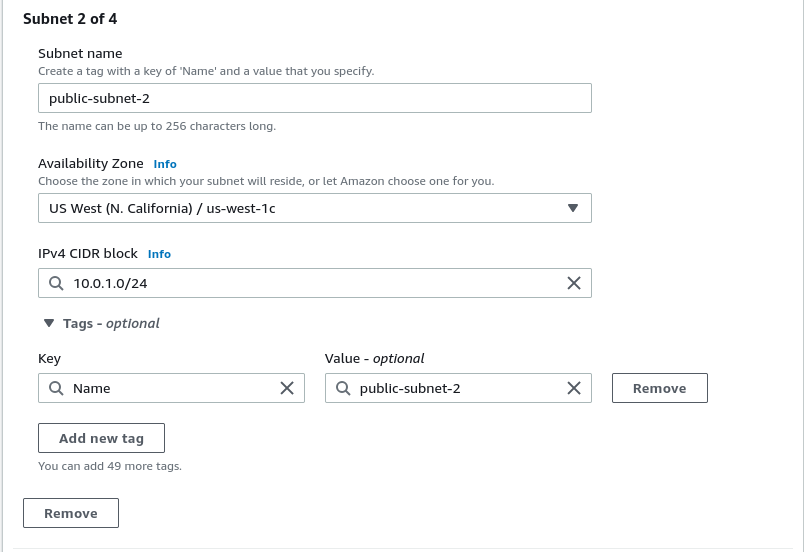 Subnet 2 of 4
Subnet name
Create a tag with a key of 'Name' and a value that you specify.
public-subnet-2
The name can be up to 256 characters long.
Availability Zone Info
Choose the zone in which your subnet will reside, or let Amazon choose one for you.
US West (N. California) / us-west-1c
IPv4 CIDR block Info
10.0.1.0/24
Tags - optional
Key Value - optional
Name public-subnet-2 Remove
Add new tag
You can add 49 more tags.
Remove